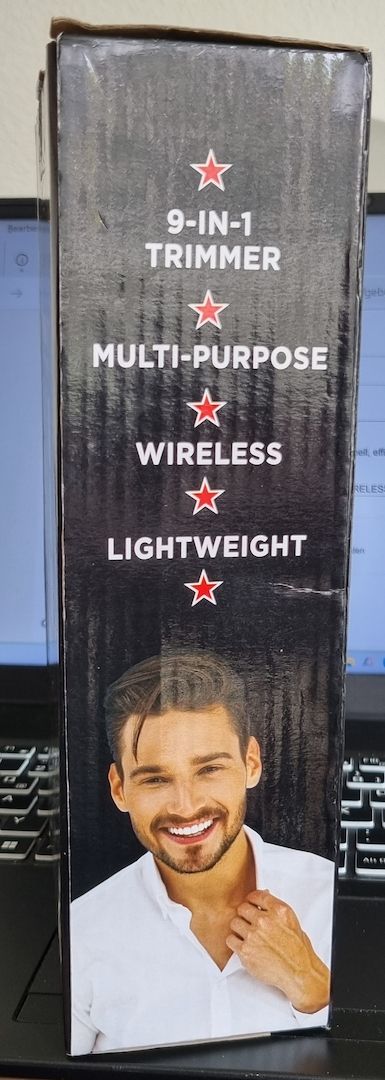 9-IN-1
TRIMMER
MULTI-PURPOSE
WIRELESS
LIGHTWEIGHT